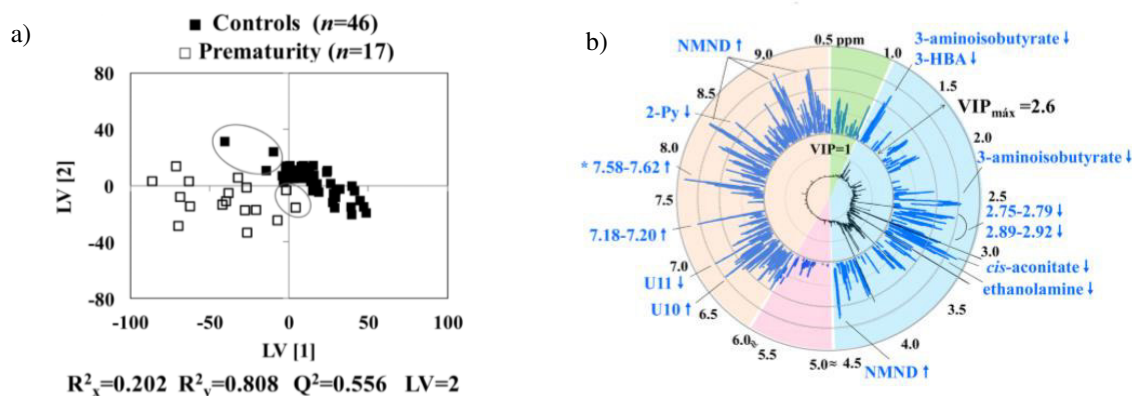 a)
■ Controls (n=46)
□ Prematurity (n=17)
80
40
0
-40
-80
LV [2]
-100 -50 0 50 100
LV [1]
R²x=0.202 R²y=0.808 Q²=0.556 LV=2
b)
0.5 ppm
1.0
1.5
2.0
2.5
3.0
3.5
4.0
4.5
5.0≈
5.5
6.0≈
6.5
7.0
7.5
8.0
8.5
9.0
3-aminoisobutyrate ↓
3-HBA ↓
VIPmáx =2.6
3-aminoisobutyrate ↓
2.75-2.79 ↓
2.89-2.92 ↓
cis-aconitate ↓
ethanolamine ↓
NMND ↑
U10 ↑
U11 ↓
7.18-7.20 ↑
* 7.58-7.62 ↑
2-Py ↓
NMND ↑
VIP=1